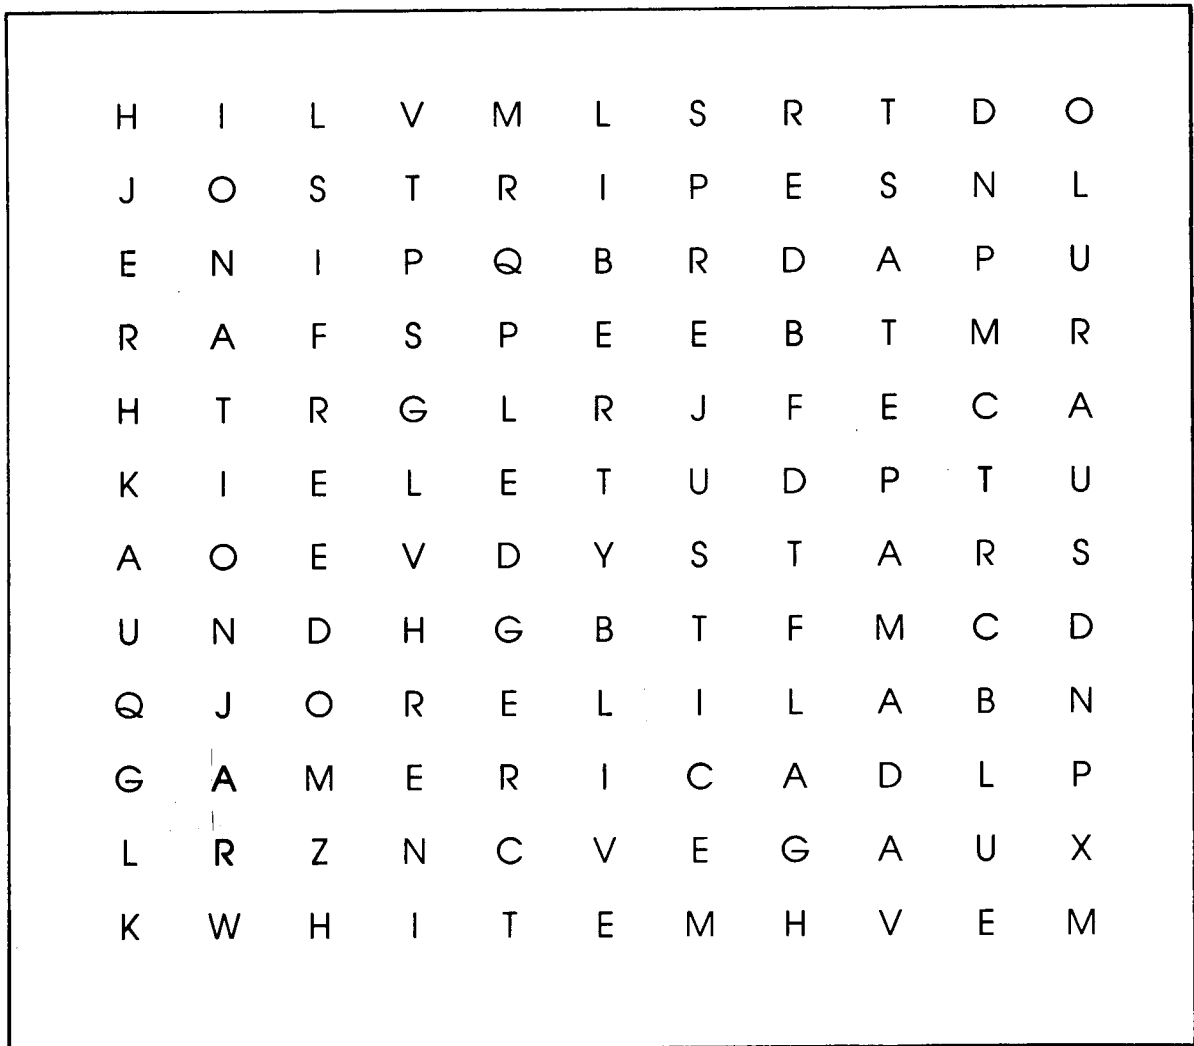 H I L V M L S R T D O
J O S T R I P E S N L
E N I P Q B R D A P U
R A F S P E E B T M R
H T R G L R J F E C A
K I E L E T U D P T U
A O E V D Y S T A R S
U N D H G B T F M C D
Q J O R E L I L A B N
G A M E R I C A D L P
L R Z N C V E G A U X
K W H I T E M H V E M